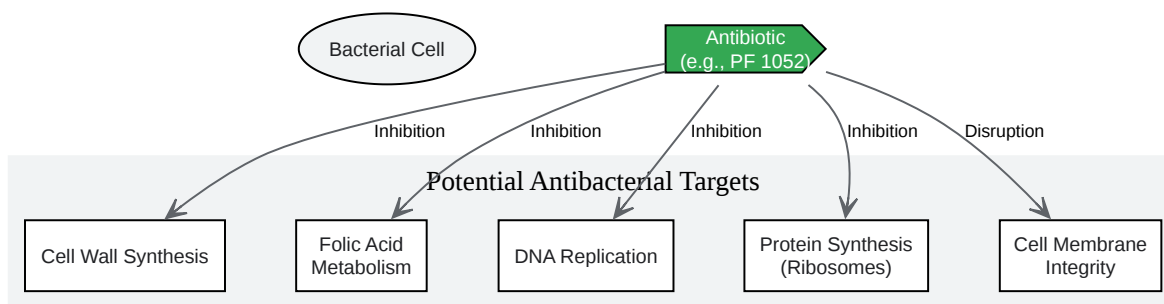 Bacterial Cell
Antibiotic
(e.g., PF 1052)
Inhibition
Inhibition
Inhibition
Inhibition
Disruption
Potential Antibacterial Targets
Cell Wall Synthesis
Folic Acid
Metabolism
DNA Replication
Protein Synthesis
(Ribosomes)
Cell Membrane
Integrity